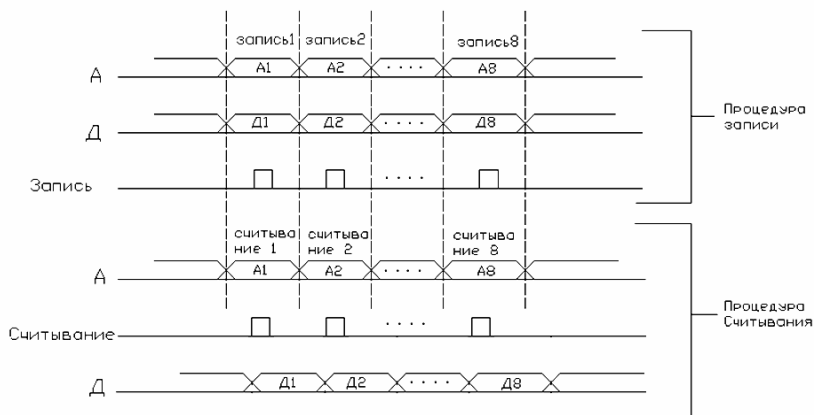 запись1 запись2 запись8
А А1 А2 .... А8
Д Д1 Д2 .... Д8
Процедура
записи
Запись ....
считыва считыва считыва
ние 1 ние 2 ние 8
А А1 А2 .... А8
Считывание ....
Процедура
Считывания
Д Д1 Д2 .... Д8